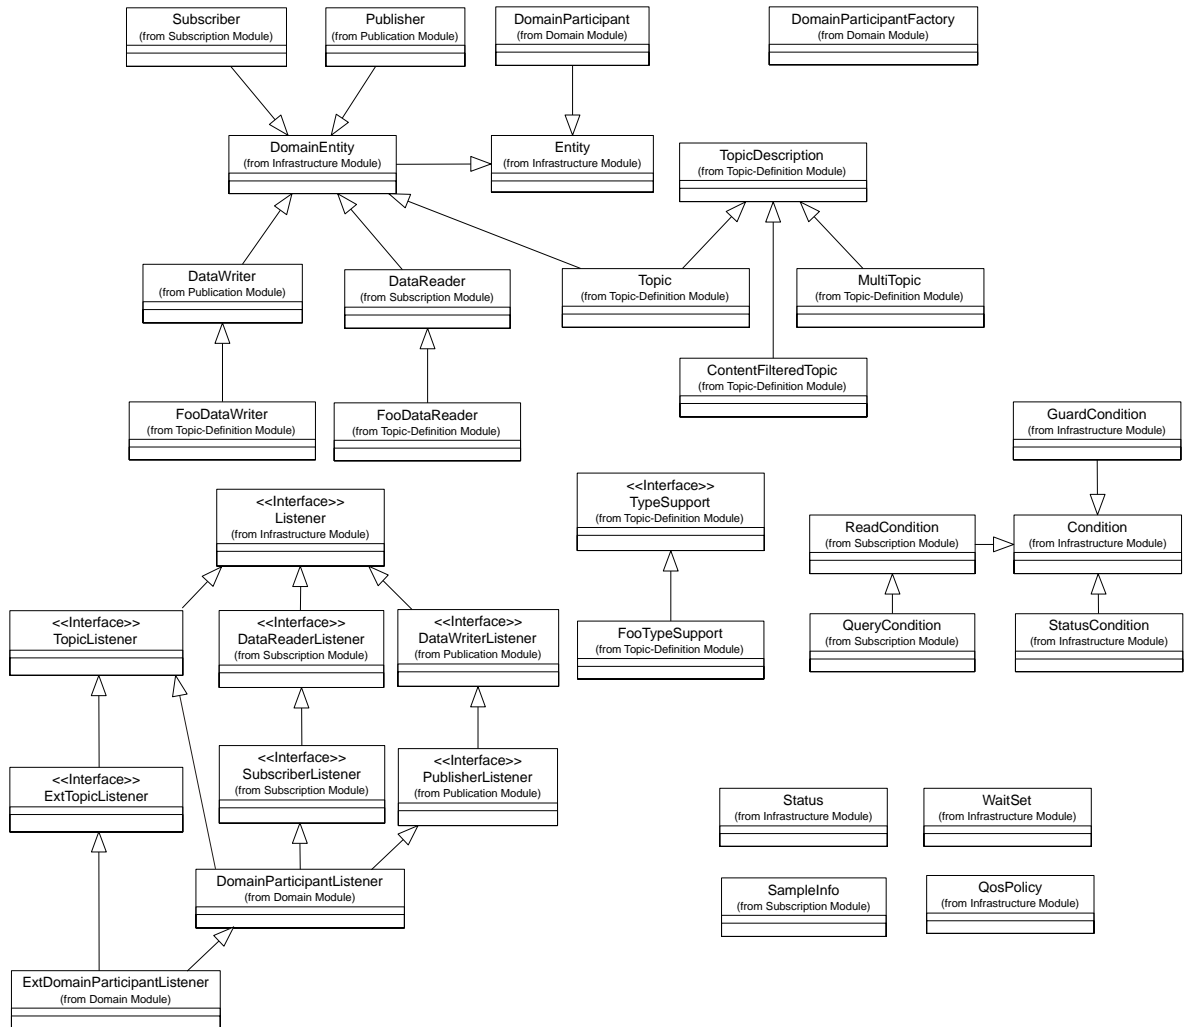 Subscriber
(from Subscription Module)
Publisher
(from Publication Module)
DomainParticipant
(from Domain Module)
DomainParticipantFactory
(from Domain Module)
DomainEntity
(from Infrastructure Module)
Entity
(from Infrastructure Module)
TopicDescription
(from Topic-Definition Module)
DataWriter
(from Publication Module)
DataReader
(from Subscription Module)
Topic
(from Topic-Definition Module)
MultiTopic
(from Topic-Definition Module)
ContentFilteredTopic
(from Topic-Definition Module)
FooDataWriter
(from Topic-Definition Module)
FooDataReader
(from Topic-Definition Module)
GuardCondition
(from Infrastructure Module)
<<Interface>>
Listener
(from Infrastructure Module)
<<Interface>>
TypeSupport
(from Topic-Definition Module)
ReadCondition
(from Subscription Module)
Condition
(from Infrastructure Module)
<<Interface>>
TopicListener
<<Interface>>
DataReaderListener
(from Subscription Module)
<<Interface>>
DataWriterListener
(from Publication Module)
FooTypeSupport
(from Topic-Definition Module)
QueryCondition
(from Subscription Module)
StatusCondition
(from Infrastructure Module)
<<Interface>>
ExtTopicListener
<<Interface>>
SubscriberListener
(from Subscription Module)
<<Interface>>
PublisherListener
(from Publication Module)
Status
(from Infrastructure Module)
WaitSet
(from Infrastructure Module)
DomainParticipantListener
(from Domain Module)
SampleInfo
(from Subscription Module)
QosPolicy
(from Infrastructure Module)
ExtDomainParticipantListener
(from Domain Module)